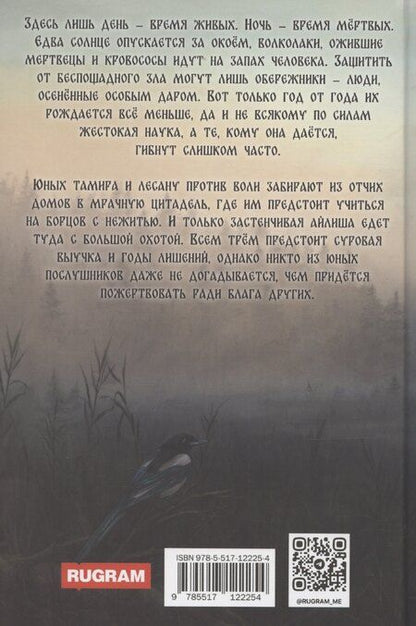 Здесь лишь день – время живых. Ночь – время мёртвых.
Едва солнце опускается за окоём, волколаки, ожившие
мертвецы и кровососы идут на запах человека. Защитить
от беспощадного зла могут лишь обережники – люди,
осенённые особым даром. Вот только год от года их
рождается всё меньше, да и не всякому по силам
жестокая наука, а те, кому она даётся,
гибнут слишком часто.
Юных тамира и лесану против воли забирают из отчих
домов в мрачную цитадель, где им предстоит учиться
на борцов с нежитью. И только застенчивая айлиша едет
туда с большой охотой. Всем трём предстоит суровая
выучка и годы лишений, однако никто из юных
послушников даже не догадывается, чем придётся
пожертвовать ради блага других.
RUGRAM
ISBN 978-5-517-12225-4
9 785517 122254
@RUGRAM_ME